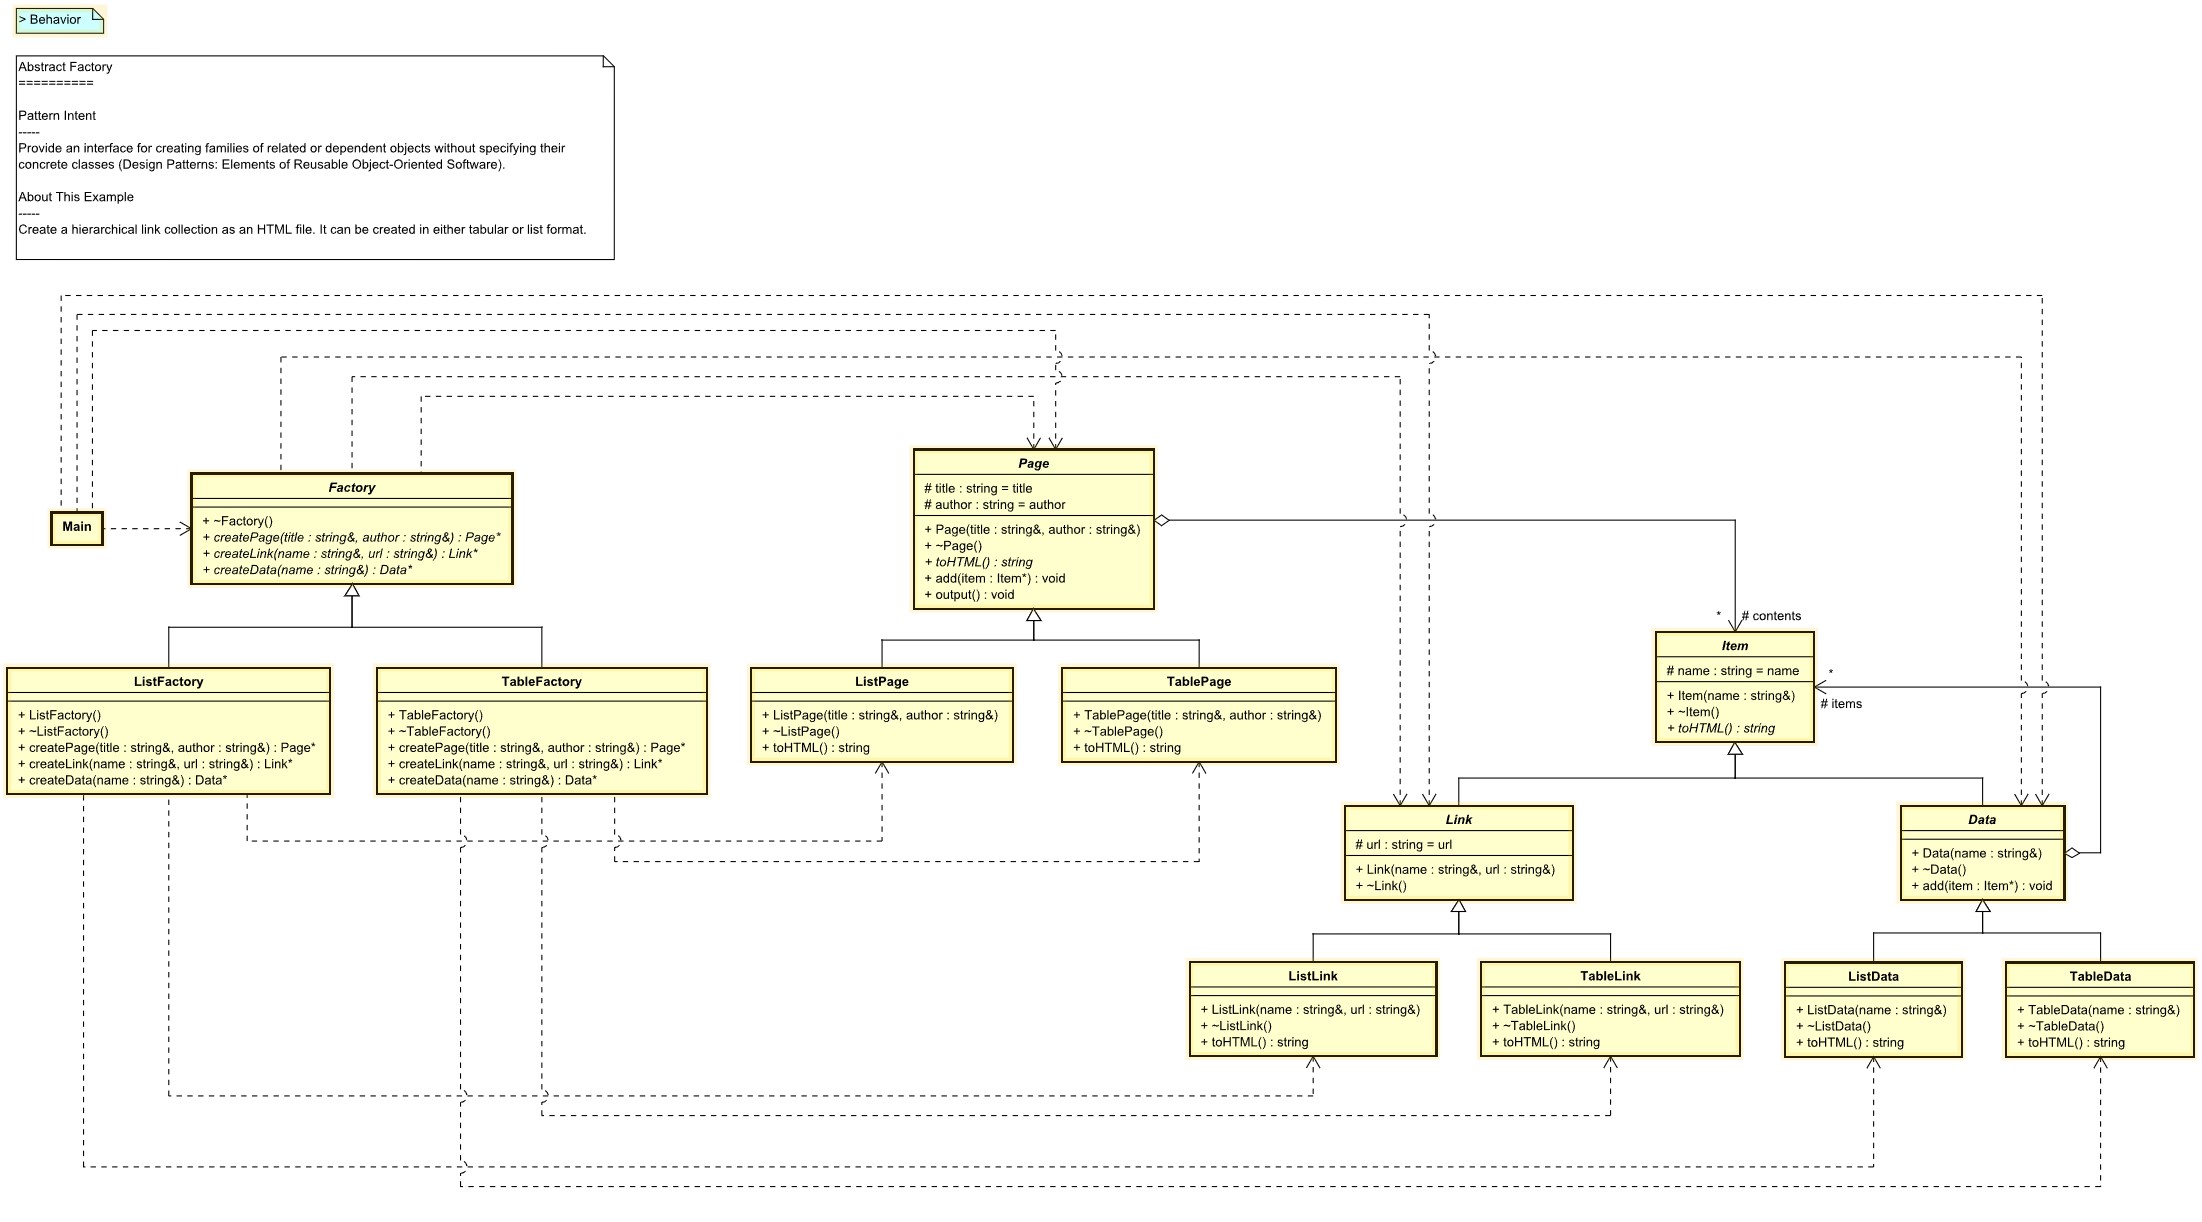 > Behavior
Abstract Factory
==========
Pattern Intent
-----
Provide an interface for creating families of related or dependent objects without specifying their
concrete classes (Design Patterns: Elements of Reusable Object-Oriented Software).
About This Example
-----
Create a hierarchical link collection as an HTML file. It can be created in either tabular or list format.
Main
Factory
+ ~Factory()
+ createPage(title : string&, author : string&) : Page*
+ createLink(name : string&, url : string&) : Link*
+ createData(name : string&) : Data*
Page
# title : string = title
# author : string = author
+ Page(title : string&, author : string&)
+ ~Page()
+ toHTML() : string
+ add(item : Item*) : void
+ output() : void
* # contents
Item
# name : string = name
+ Item(name : string&)
+ ~Item()
+ toHTML() : string
*
# items
ListFactory
+ ListFactory()
+ ~ListFactory()
+ createPage(title : string&, author : string&) : Page*
+ createLink(name : string&, url : string&) : Link*
+ createData(name : string&) : Data*
TableFactory
+ TableFactory()
+ ~TableFactory()
+ createPage(title : string&, author : string&) : Page*
+ createLink(name : string&, url : string&) : Link*
+ createData(name : string&) : Data*
ListPage
+ ListPage(title : string&, author : string&)
+ ~ListPage()
+ toHTML() : string
TablePage
+ TablePage(title : string&, author : string&)
+ ~TablePage()
+ toHTML() : string
Link
# url : string = url
+ Link(name : string&, url : string&)
+ ~Link()
Data
+ Data(name : string&)
+ ~Data()
+ add(item : Item*) : void
ListLink
+ ListLink(name : string&, url : string&)
+ ~ListLink()
+ toHTML() : string
TableLink
+ TableLink(name : string&, url : string&)
+ ~TableLink()
+ toHTML() : string
ListData
+ ListData(name : string&)
+ ~ListData()
+ toHTML() : string
TableData
+ TableData(name : string&)
+ ~TableData()
+ toHTML() : string